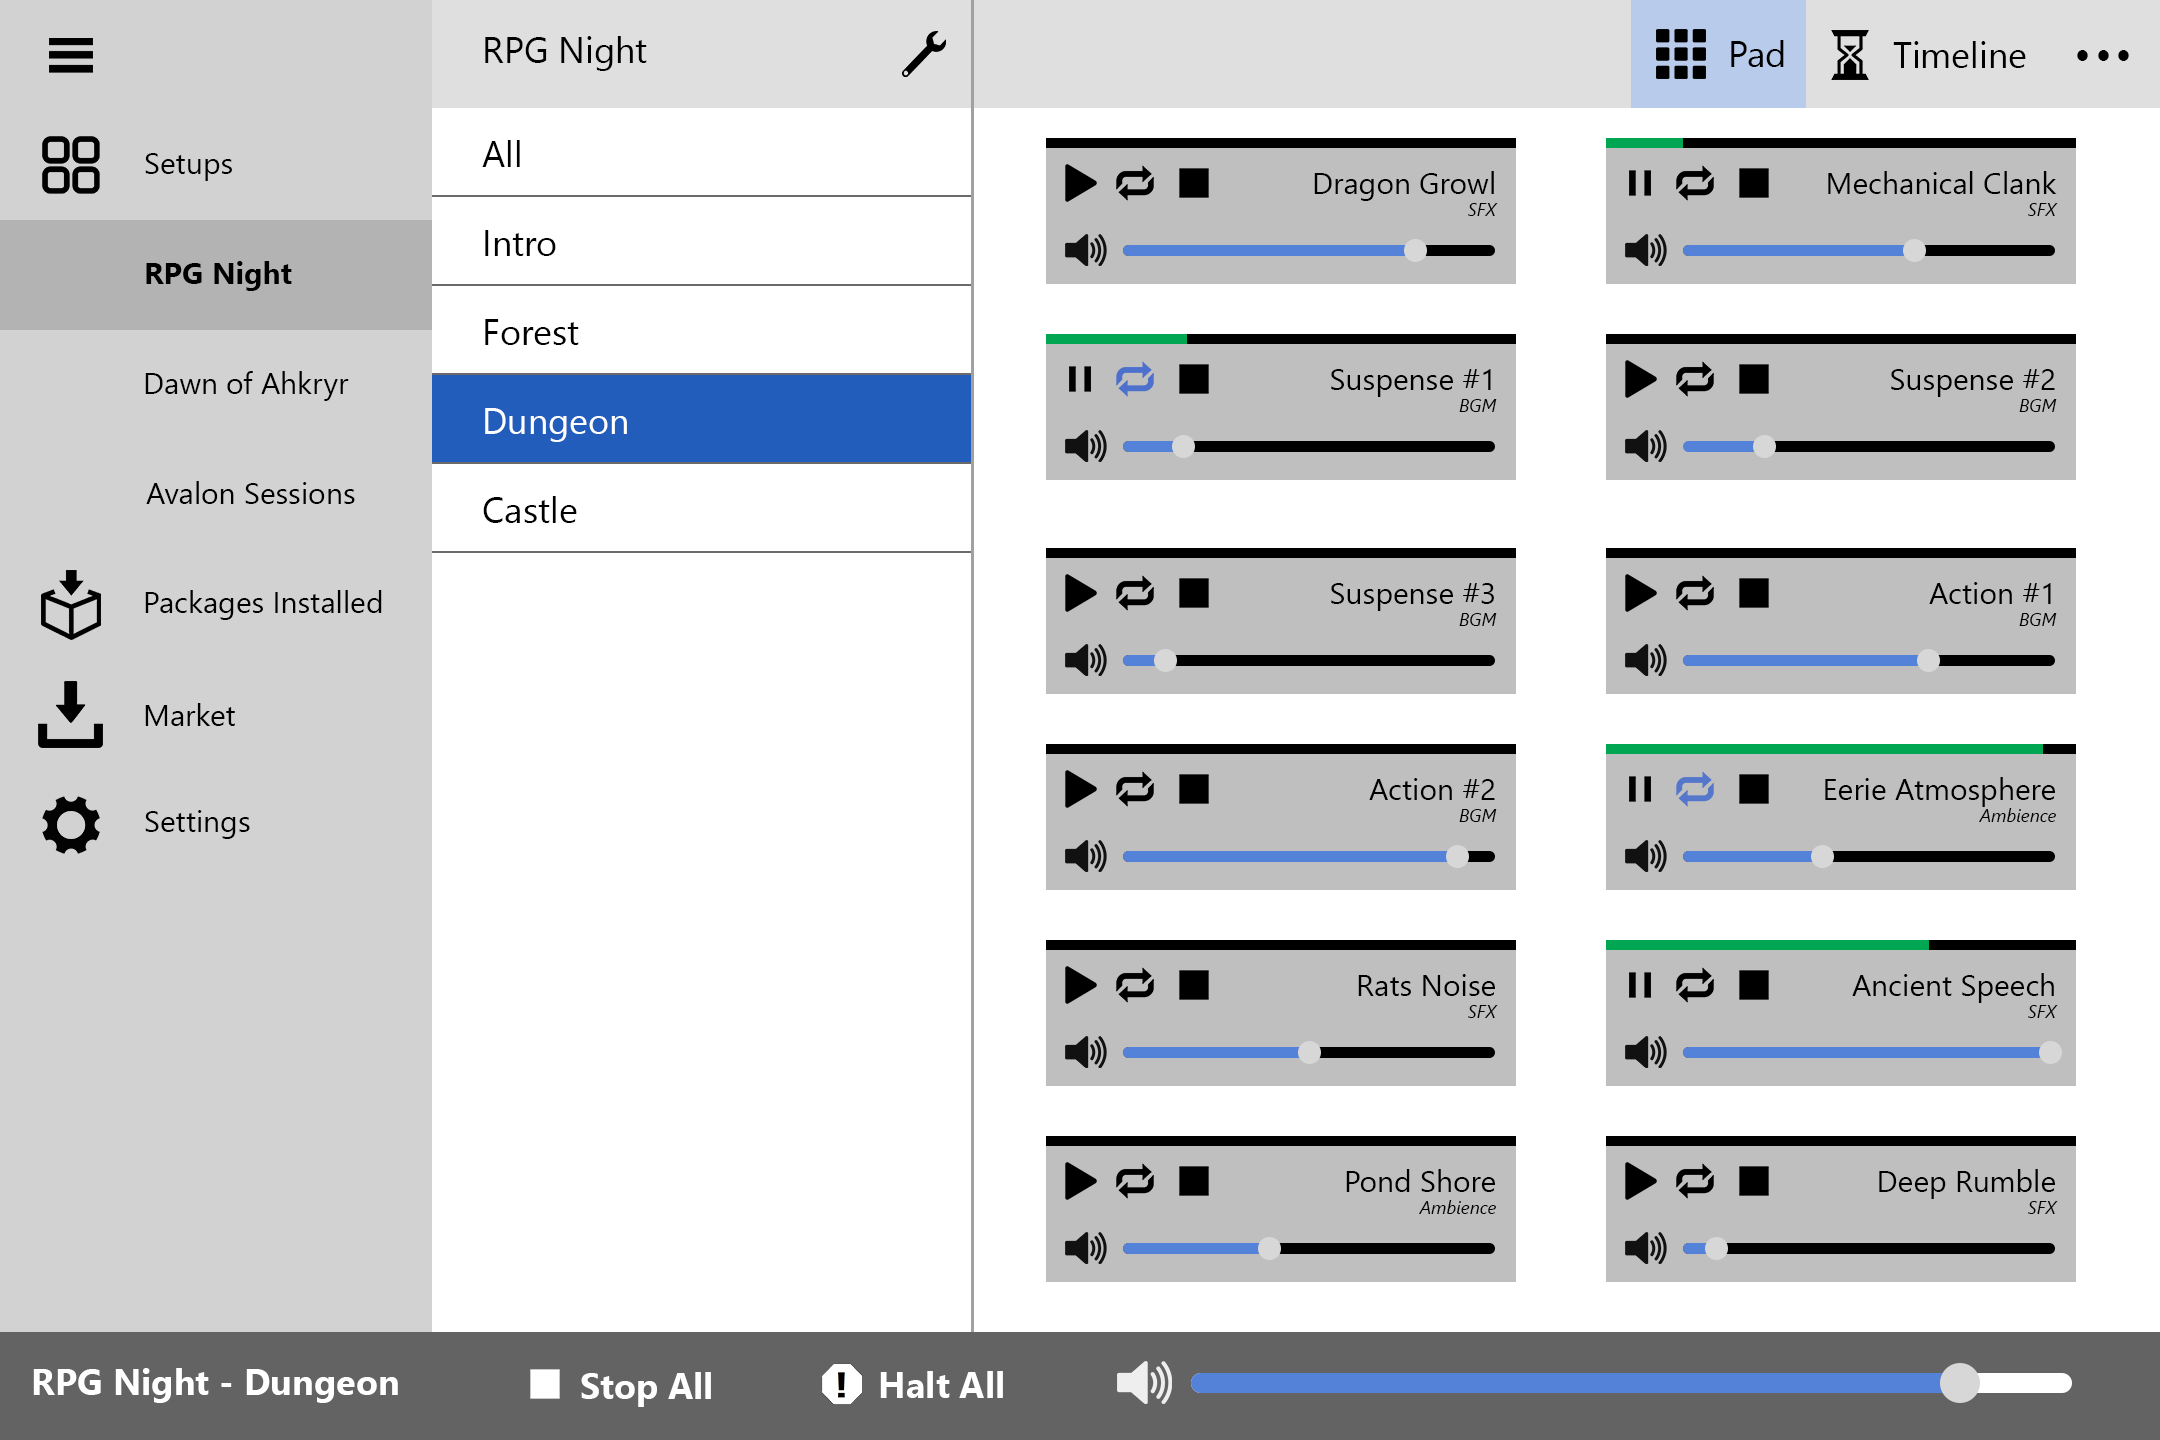 Setups
RPG Night
Dawn of Ahkryr
Avalon Sessions
Packages Installed
Market
Settings
RPG Night
All
Intro
Forest
Dungeon
Castle
Pad
Timeline
Dragon Growl
SFX
Mechanical Clank
SFX
Suspense #1
BGM
Suspense #2
BGM
Suspense #3
BGM
Action #1
BGM
Action #2
BGM
Eerie Atmosphere
Ambience
Rats Noise
SFX
Ancient Speech
SFX
Pond Shore
Ambience
Deep Rumble
SFX
RPG Night - Dungeon
Stop All
Halt All